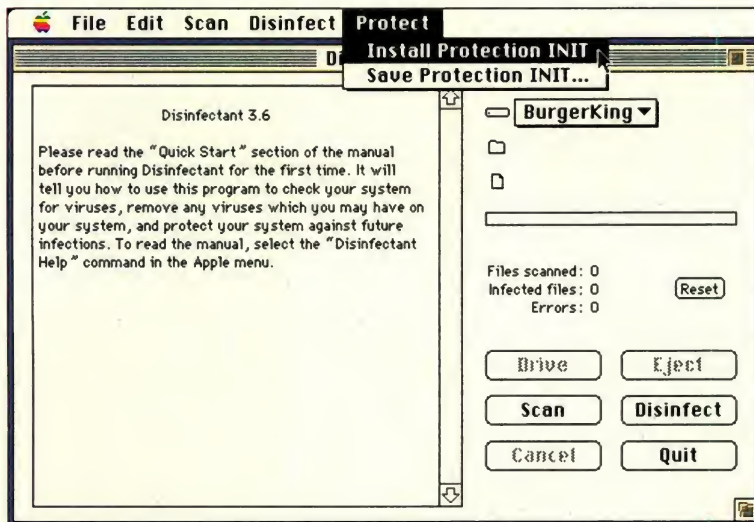 File Edit Scan Disinfect Protect
Install Protection INIT
Save Protection INIT...
Di
Disinfectant 3.6
Please read the "Quick Start" section of the manual
before running Disinfectant for the first time. It will
tell you how to use this program to check your system
for viruses, remove any viruses which you may have on
your system, and protect your system against future
infections. To read the manual, select the "Disinfectant
Help" command in the Apple menu.
BurgerKing
Files scanned: 0
Infected files: 0
Errors: 0
Reset
Drive Eject
Scan Disinfect
Cancel Quit